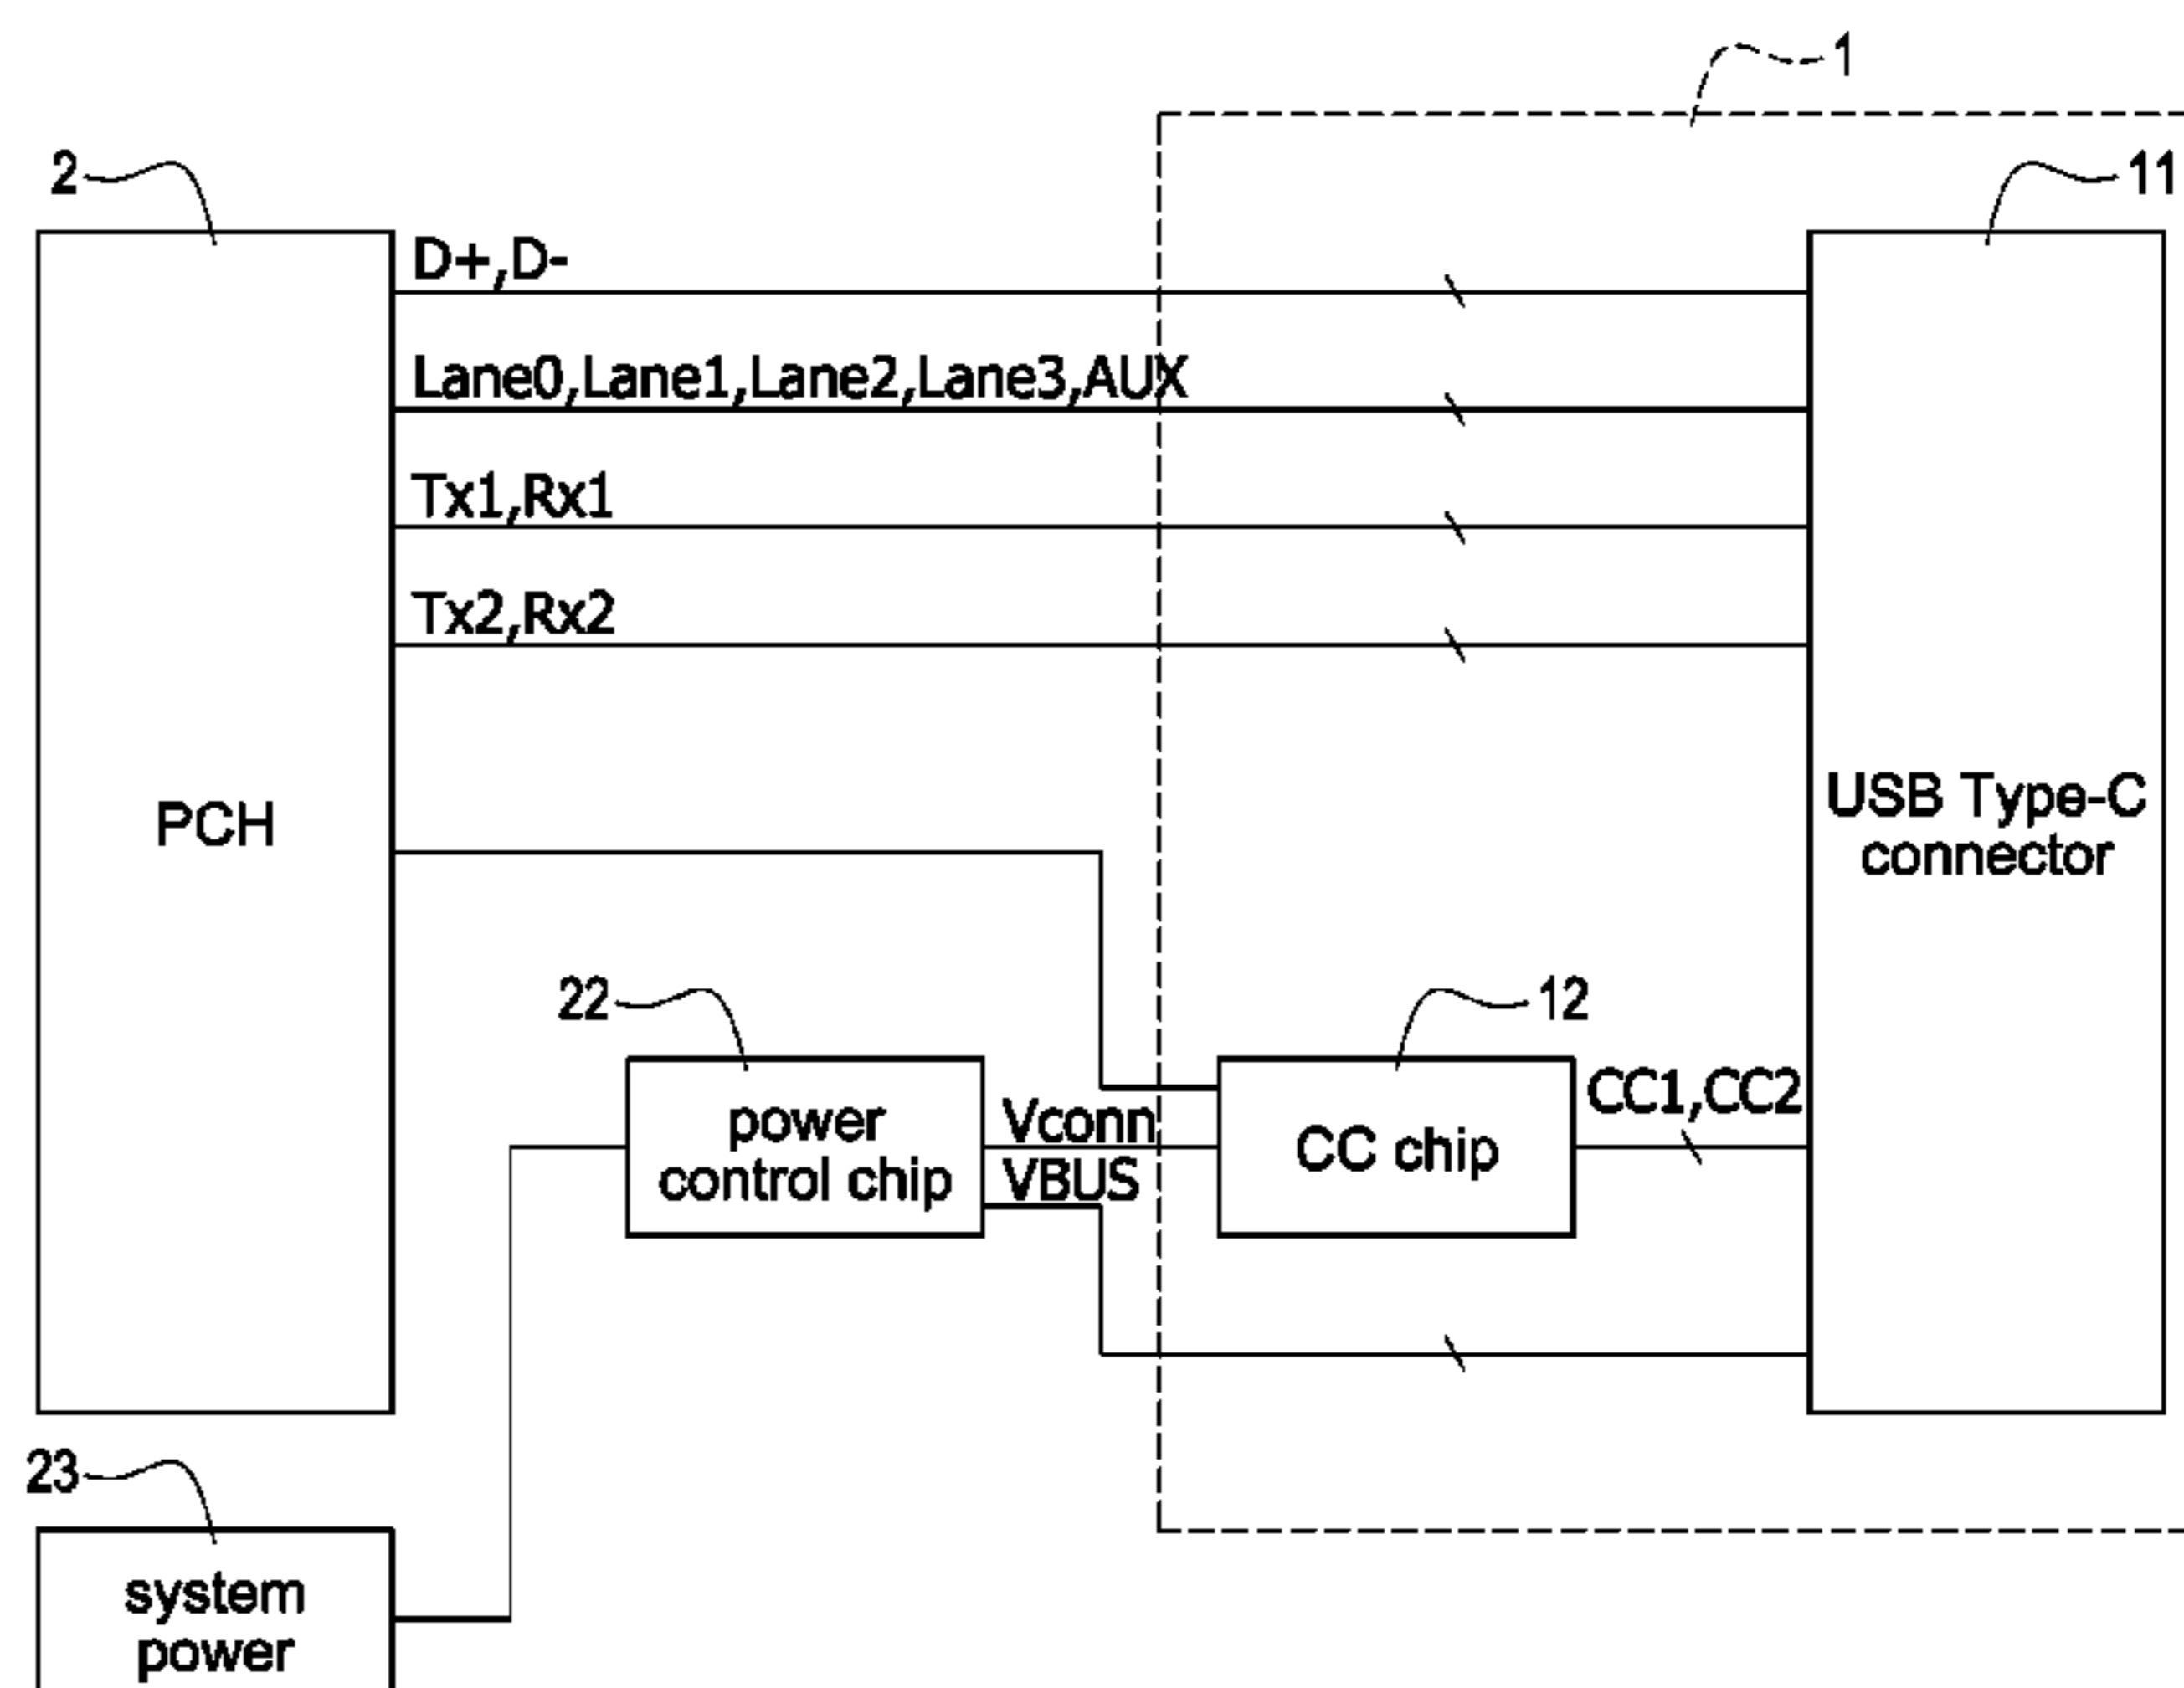 1
2
11
D+,D-
Lane0,Lane1,Lane2,Lane3,AUX
Tx1,Rx1
Tx2,Rx2
PCH
USB Type-C
connector
22
12
power
control chip
Vconn
VBUS
CC chip
CC1,CC2
23
system
power